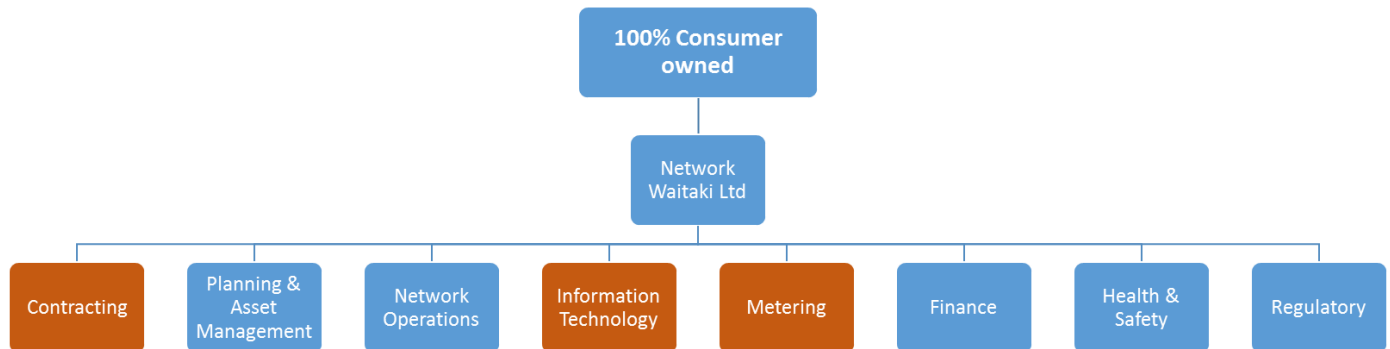 100% Consumer
owned
Network
Waitaki Ltd
Contracting
Planning &
Asset
Management
Network
Operations
Information
Technology
Metering
Finance
Health &
Safety
Regulatory